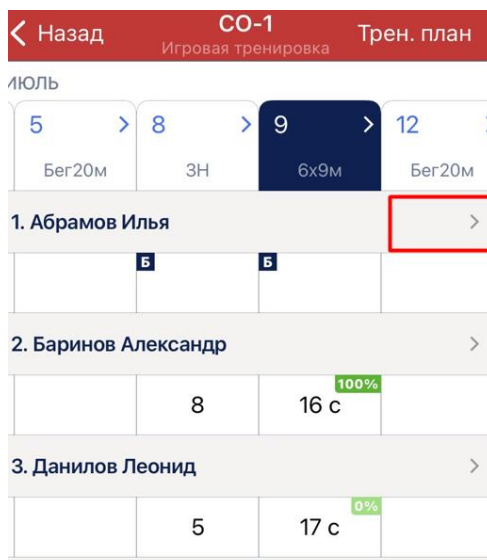 Назад СО-1 Трен. план
Игровая тренировка
ИЮЛЬ
5 8 9 12
Бег20м ЗН 6х9м Бег20м
1. Абрамов Илья
Б Б
2. Баринов Александр
100%
8 16 с
3. Данилов Леонид
0%
5 17 с